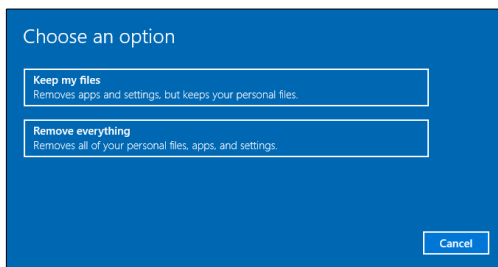 Choose an option
Keep my files
Removes apps and settings, but keeps your personal files.
Remove everything
Removes all of your personal files, apps, and settings.
Cancel